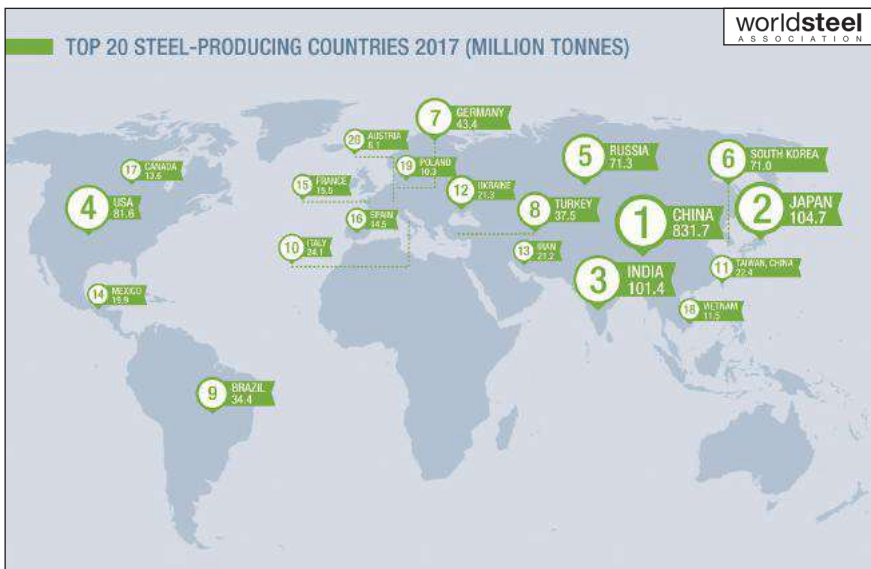 worldsteel
ASSOCIATION
TOP 20 STEEL-PRODUCING COUNTRIES 2017 (MILLION TONNES)
7
GERMANY
43.4
20
AUSTRIA
8.1
19
POLAND
10.3
5
RUSSIA
71.3
6
SOUTH KOREA
71.0
17
CANADA
13.6
15
FRANCE
15.5
12
UKRAINE
21.3
4
USA
81.6
16
SPAIN
14.5
8
TURKEY
37.5
1
CHINA
831.7
2
JAPAN
104.7
10
ITALY
24.1
13
IRAN
21.2
3
INDIA
101.4
11
TAIWAN, CHINA
22.4
14
MEXICO
19.9
18
VIETNAM
11.5
9
BRAZIL
34.4